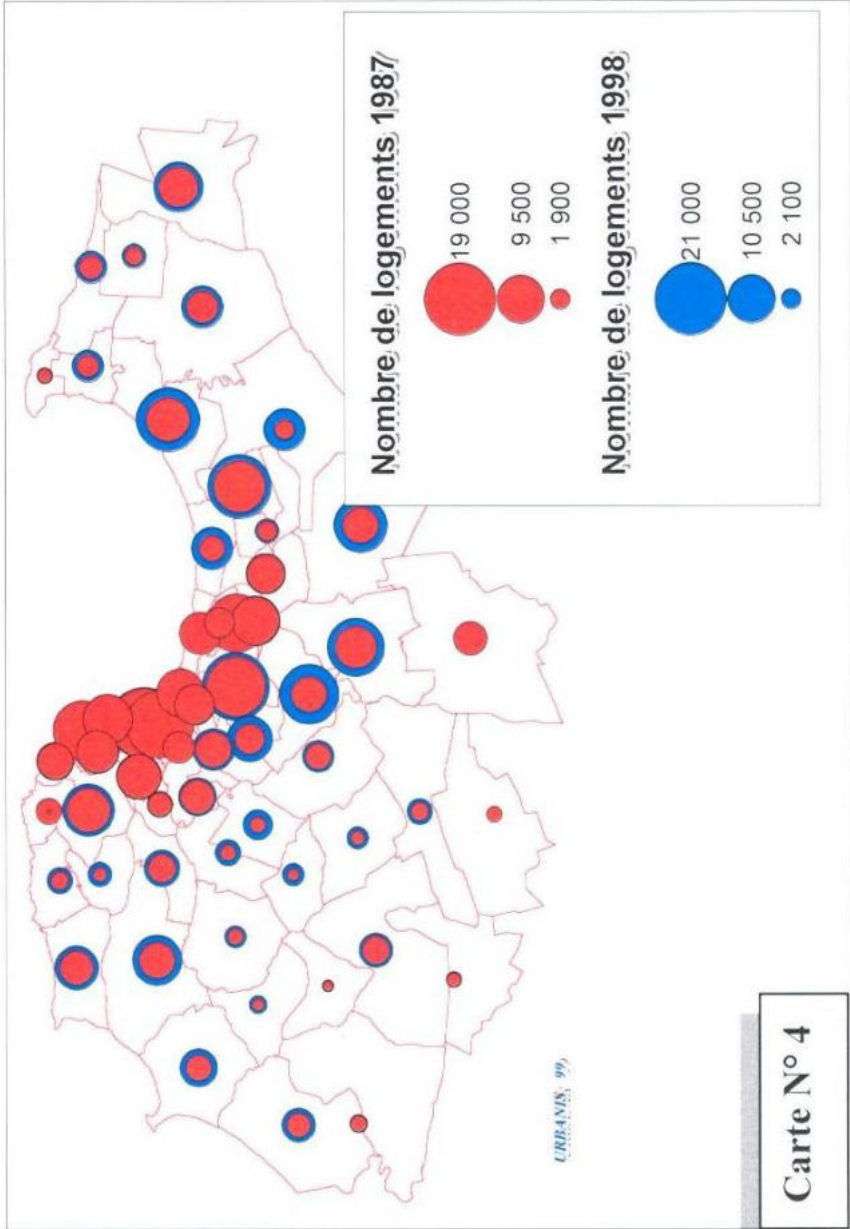 Nombre de logements 1987
19 000
9 500
1 900
Nombre de logements 1998
21 000
10 500
2 100
URBANIS 99
Carte N° 4